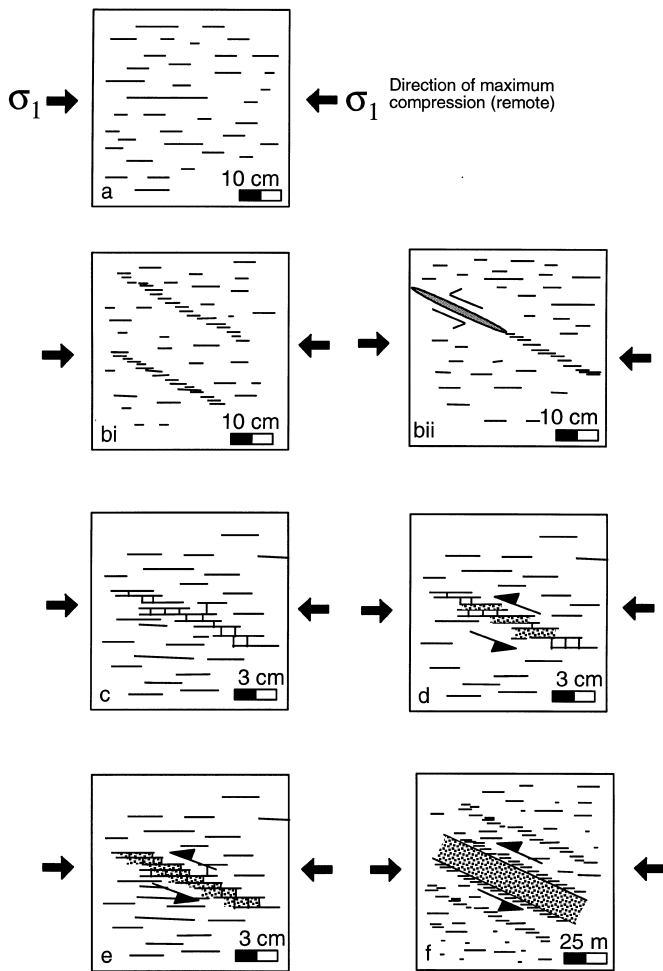 σ1
σ1
Direction of maximum
compression (remote)
a
10 cm
bi
10 cm
bii
10 cm
c
3 cm
d
3 cm
e
3 cm
f
25 m